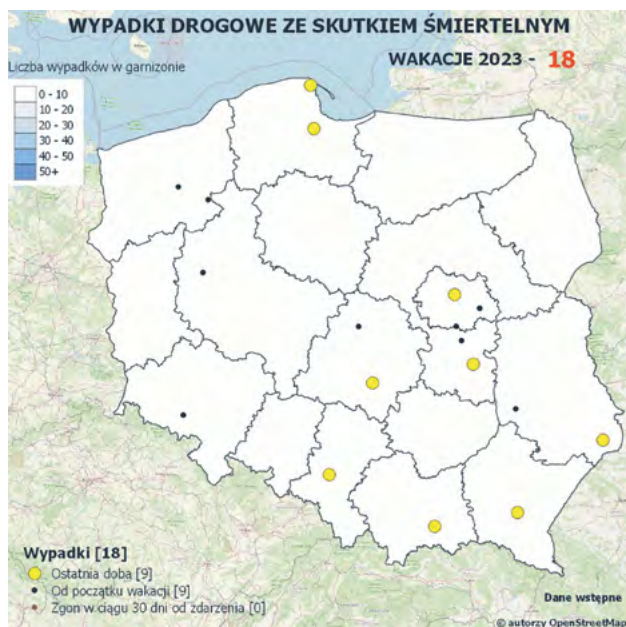 WYPADKI DROGOWE ZE SKUTKIEM ŚMIERTELNYM
WAKACJE 2023 - 18
Liczba wypadków w garnizonie
0 - 10
10 - 20
20 - 30
30 - 40
40 - 50
50+
Wypadki [18]
Ostatnia doba [9]
Od początku wakacji [9]
Zgon w ciągu 30 dni od zdarzenia [0]
Dane wstępne
© autorzy OpenStreetMap